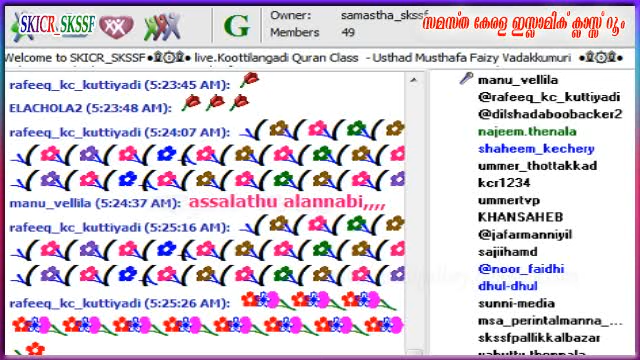 SKICR_SKSSF
G
Owner: samastha_skssf
Members 49
സമസ്ത കേരള ഇസ്ലാമിക് ക്ലാസ്സ് റൂം
Welcome to SKICR_SKSSF live.Koottilangadi Quran Class - Usthad Musthafa Faizy Vadakkumuri
rafeeq_kc_kuttiyadi (5:23:45 AM):
ELACHOLA2 (5:23:48 AM):
rafeeq_kc_kuttiyadi (5:24:07 AM):
manu_vellila (5:24:37 AM): assalathu alannabi,,,,
rafeeq_kc_kuttiyadi (5:25:16 AM):
rafeeq_kc_kuttiyadi (5:25:26 AM):
manu_vellila
@rafeeq_kc_kuttiyadi
@dilshadaboobacker2
najeem.thenala
shaheem_kechery
ummer_thottakkad
kcr1234
ummertvp
KHANSAHEB
@jafarmanniyil
sajiihamd
@noor_faidhi
dhul-dhul
sunni-media
msa_perintalmanna_...
skssfpallikkalbazar